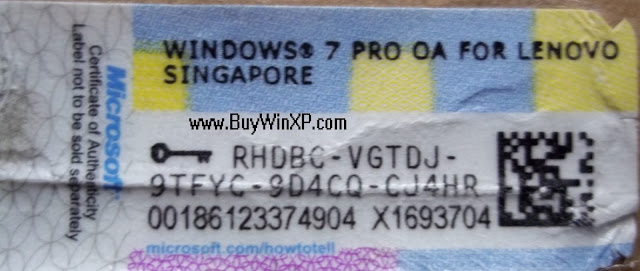 Microsoft®
Certificate of Authenticity
Label not to be sold separately
WINDOWS® 7 PRO OA FOR LENOVO
SINGAPORE
www.BuyWinXP.com
RHDBC-VGTDJ-
9TFYC-9D4CQ-CJ4HR
00186123374904 X1693704
microsoft.com/howtotell